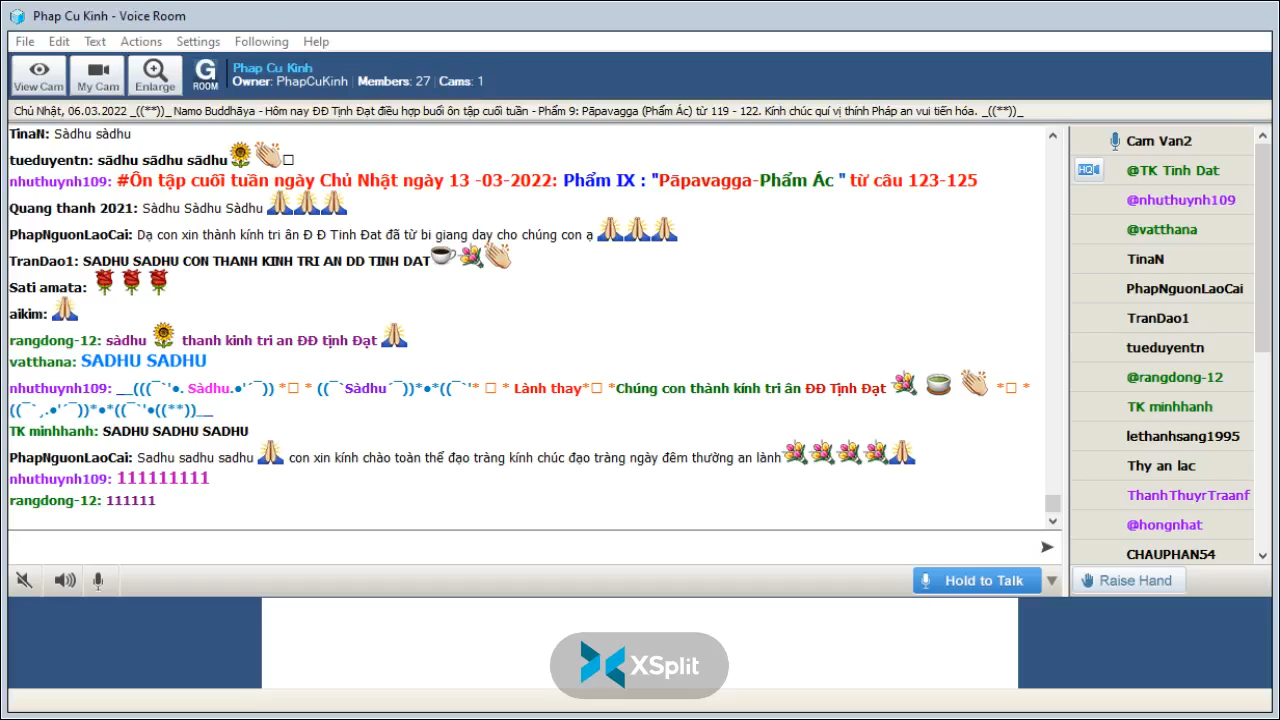 Phap Cu Kinh - Voice Room
File Edit Text Actions Settings Following Help
View Cam My Cam Enlarge G ROOM
Phap Cu Kinh
Owner: PhapCuKinh | Members: 27 | Cams: 1
Chủ Nhật, 06.03.2022 _((**))_ Namo Buddhāya - Hôm nay ĐĐ Tịnh Đạt điều hợp buổi ôn tập cuối tuần - Phẩm 9: Pāpavagga (Phẩm Ác) từ 119 - 122. Kính chúc quí vị thính Pháp an vui tiến hóa. _((**))_
TinaN: Sàdhu sàdhu
tueduyentn: sādhu sādhu sādhu🌻👏□
nhuthuynh109: #Ôn tập cuối tuần ngày Chủ Nhật ngày 13 -03-2022: Phẩm IX : "Pāpavagga-Phẩm Ác " từ câu 123-125
Quang thanh 2021: Sàdhu Sàdhu Sàdhu 🙏🙏🙏
PhapNguonLaoCai: Dạ con xin thành kính tri ân Đ Đ Tinh Đat đã từ bi giang day cho chúng con ạ 🙏🙏🙏
TranDao1: SADHU SADHU CON THANH KINH TRI AN DD TINH DAT☕💐👏
Sati amata: 🌹🌹🌹
aikim: 🙏
rangdong-12: sàdhu 🌻 thanh kinh tri an ĐĐ tịnh Đạt 🙏
vatthana: SADHU SADHU
nhuthuynh109: __(((¯`'•. Sàdhu.•'´¯)) *□ * ((¯`Sàdhu´¯))*•*((¯`'* □ * Lành thay*□ *Chúng con thành kính tri ân ĐĐ Tịnh Đạt 💐 🍵 👏 *□ *
((¯`¸.•'´¯))*•*((¯`'•((**))__
TK minhhanh: SADHU SADHU SADHU
PhapNguonLaoCai: Sadhu sadhu sadhu 🙏 con xin kính chào toàn thể đạo tràng kính chúc đạo tràng ngày đêm thường an lành💐💐💐💐🙏
nhuthuynh109: 111111111
rangdong-12: 111111
Cam Van2
@TK Tinh Dat
@nhuthuynh109
@vatthana
TinaN
PhapNguonLaoCai
TranDao1
tueduyentn
@rangdong-12
TK minhhanh
lethanhsang1995
Thy an lac
ThanhThuyrTraanf
@hongnhat
CHAUPHAN54
Hold to Talk
Raise Hand
XSplit